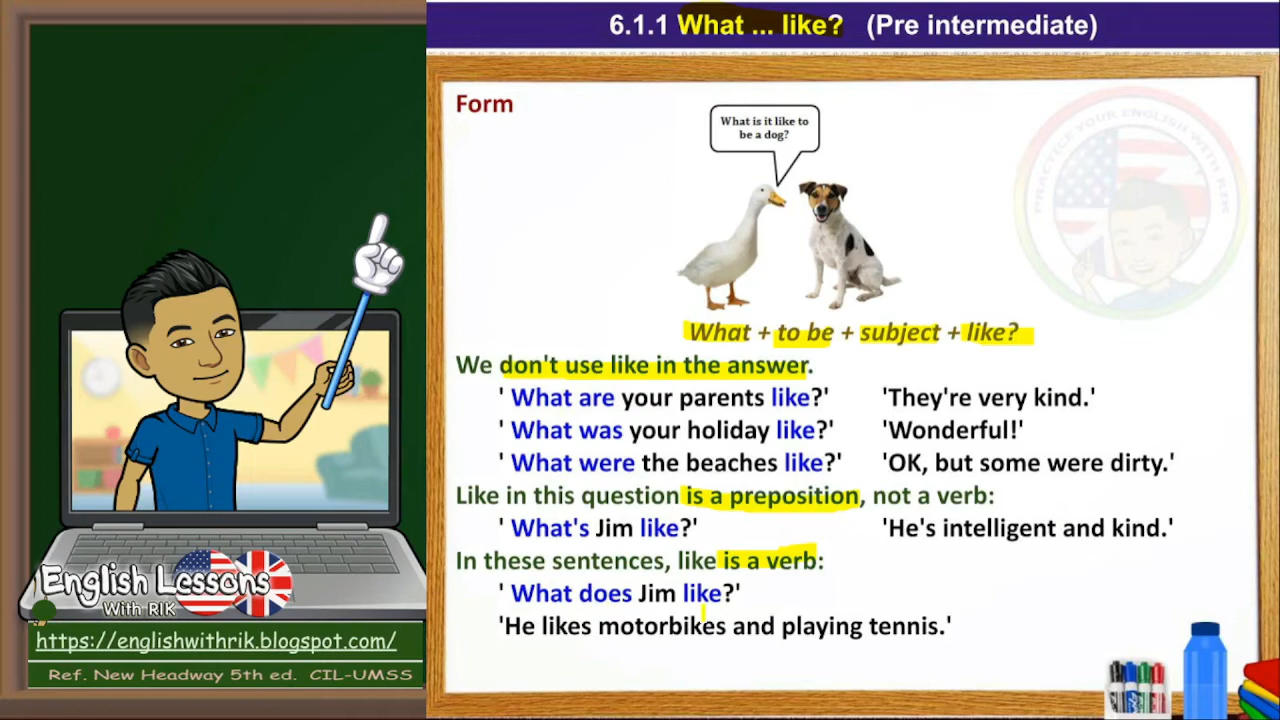 6.1.1 What ... like? (Pre intermediate)
Form
What is it like to
be a dog?
PRACTICE YOUR ENGLISH WITH RIK
What + to be + subject + like?
We don't use like in the answer.
' What are your parents like?' 'They're very kind.'
' What was your holiday like?' 'Wonderful!'
' What were the beaches like?' 'OK, but some were dirty.'
Like in this question is a preposition, not a verb:
' What's Jim like?' 'He's intelligent and kind.'
In these sentences, like is a verb:
' What does Jim like?'
'He likes motorbikes and playing tennis.'
English Lessons
With RIK
https://englishwithrik.blogspot.com/
Ref. New Headway 5th ed. CIL-UMSS